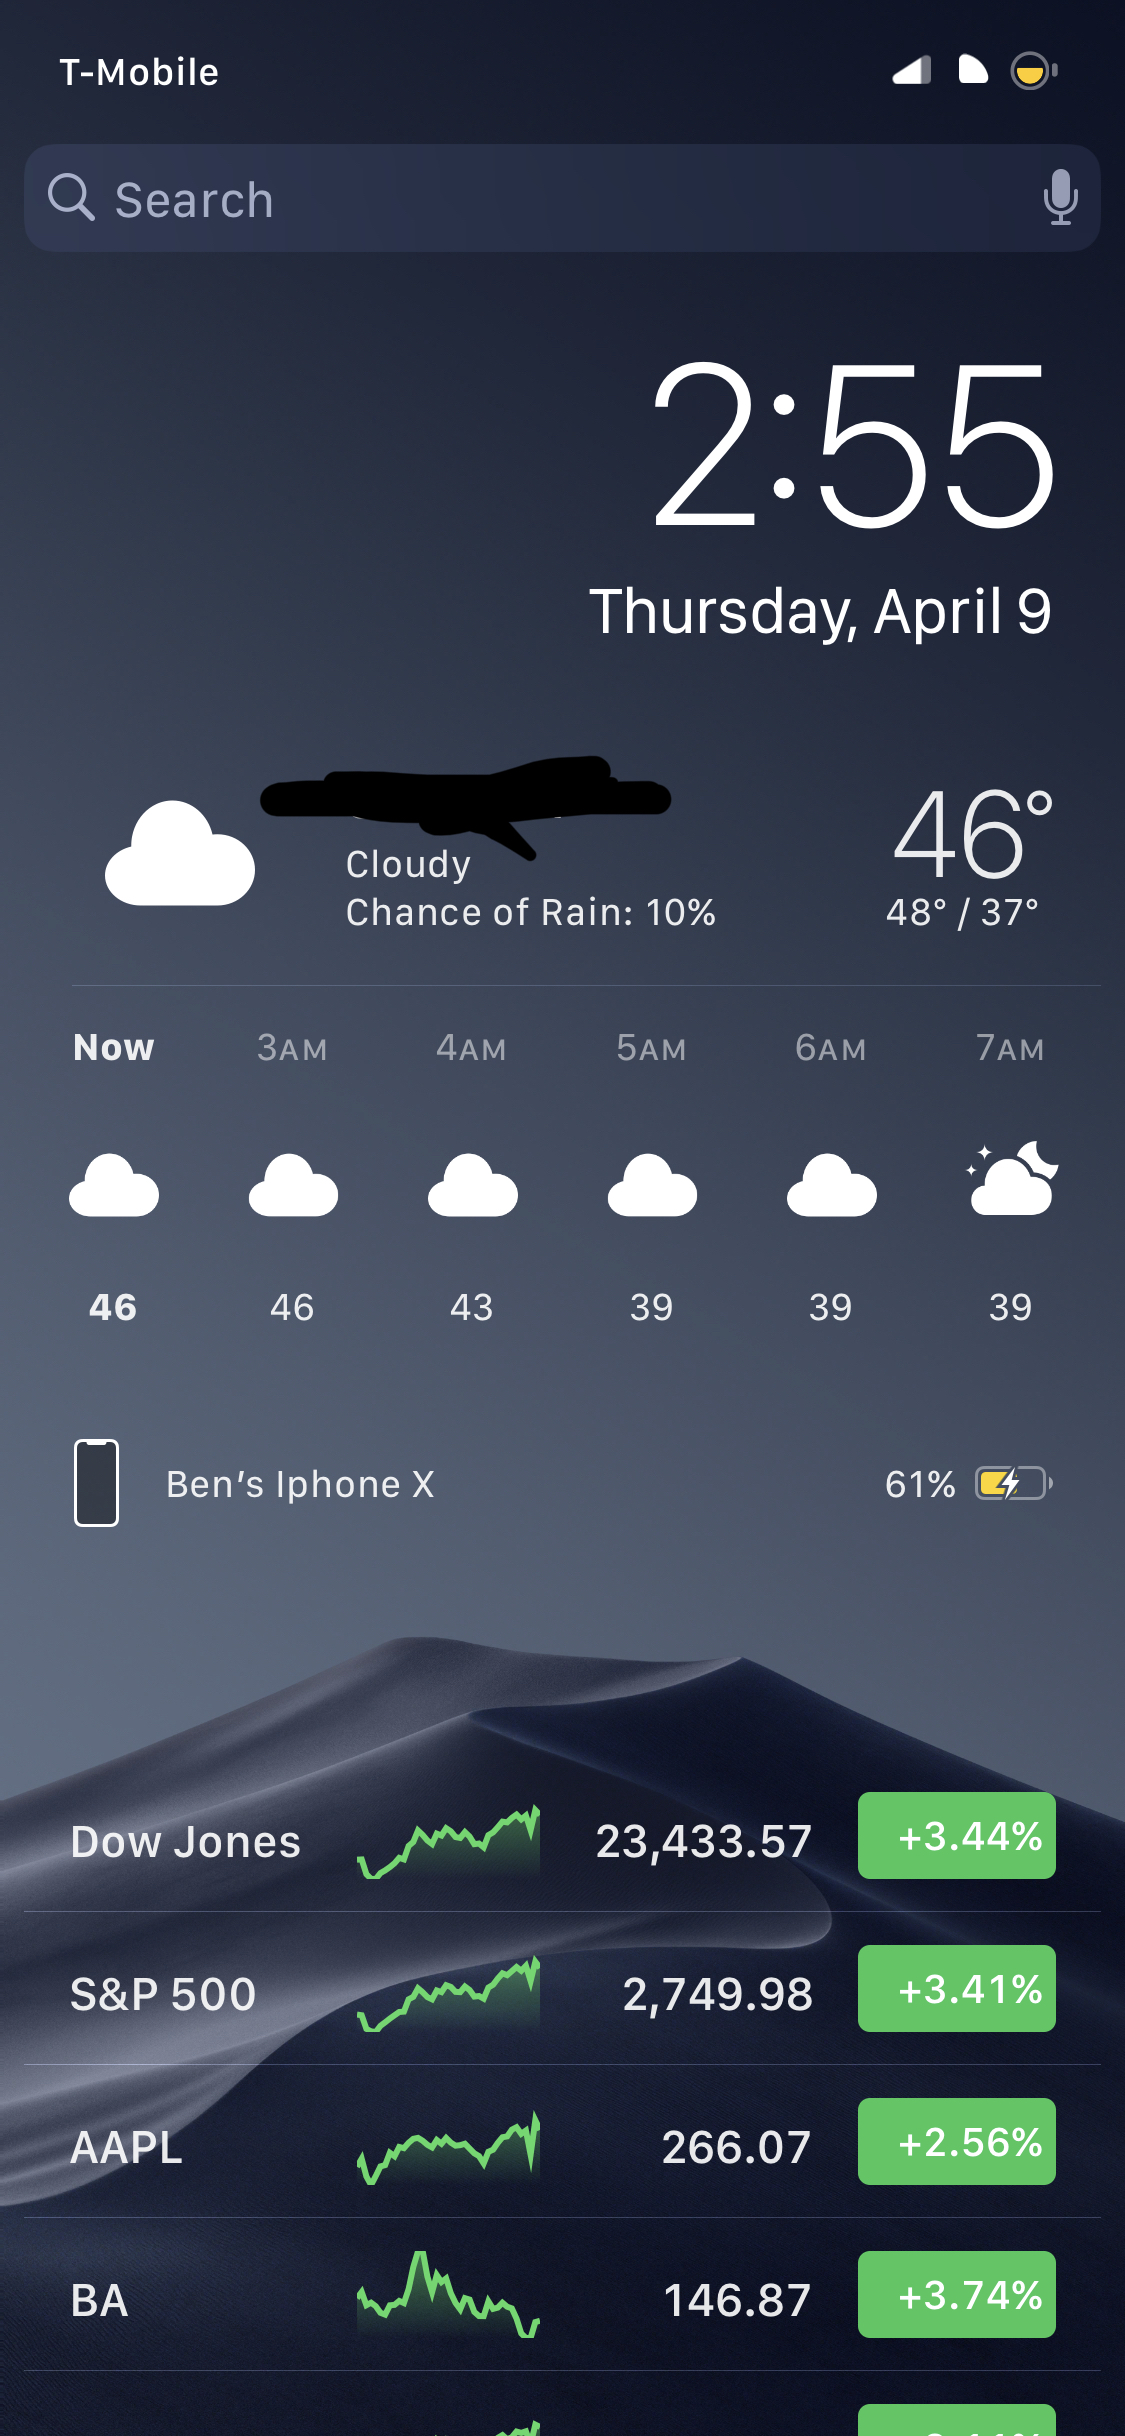 T-Mobile
Search
2:55
Thursday, April 9
Cloudy
Chance of Rain: 10%
46°
48° / 37°
Now 3AM 4AM 5AM 6AM 7AM
46 46 43 39 39 39
Ben’s Iphone X 61%
Dow Jones 23,433.57 +3.44%
S&P 500 2,749.98 +3.41%
AAPL 266.07 +2.56%
BA 146.87 +3.74%